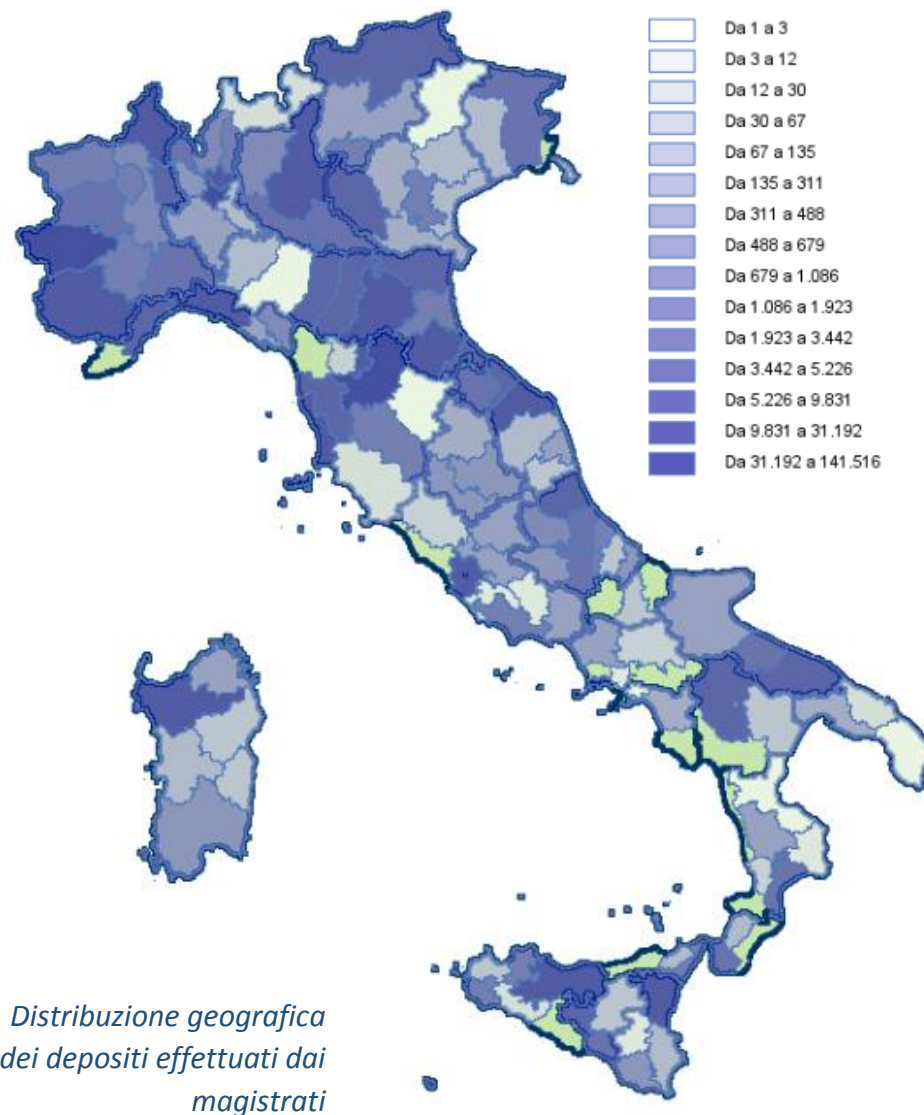 Da 1 a 3
Da 3 a 12
Da 12 a 30
Da 30 a 67
Da 67 a 135
Da 135 a 311
Da 311 a 488
Da 488 a 679
Da 679 a 1.086
Da 1.086 a 1.923
Da 1.923 a 3.442
Da 3.442 a 5.226
Da 5.226 a 9.831
Da 9.831 a 31.192
Da 31.192 a 141.516
Distribuzione geografica
dei depositi effettuati dai
magistrati